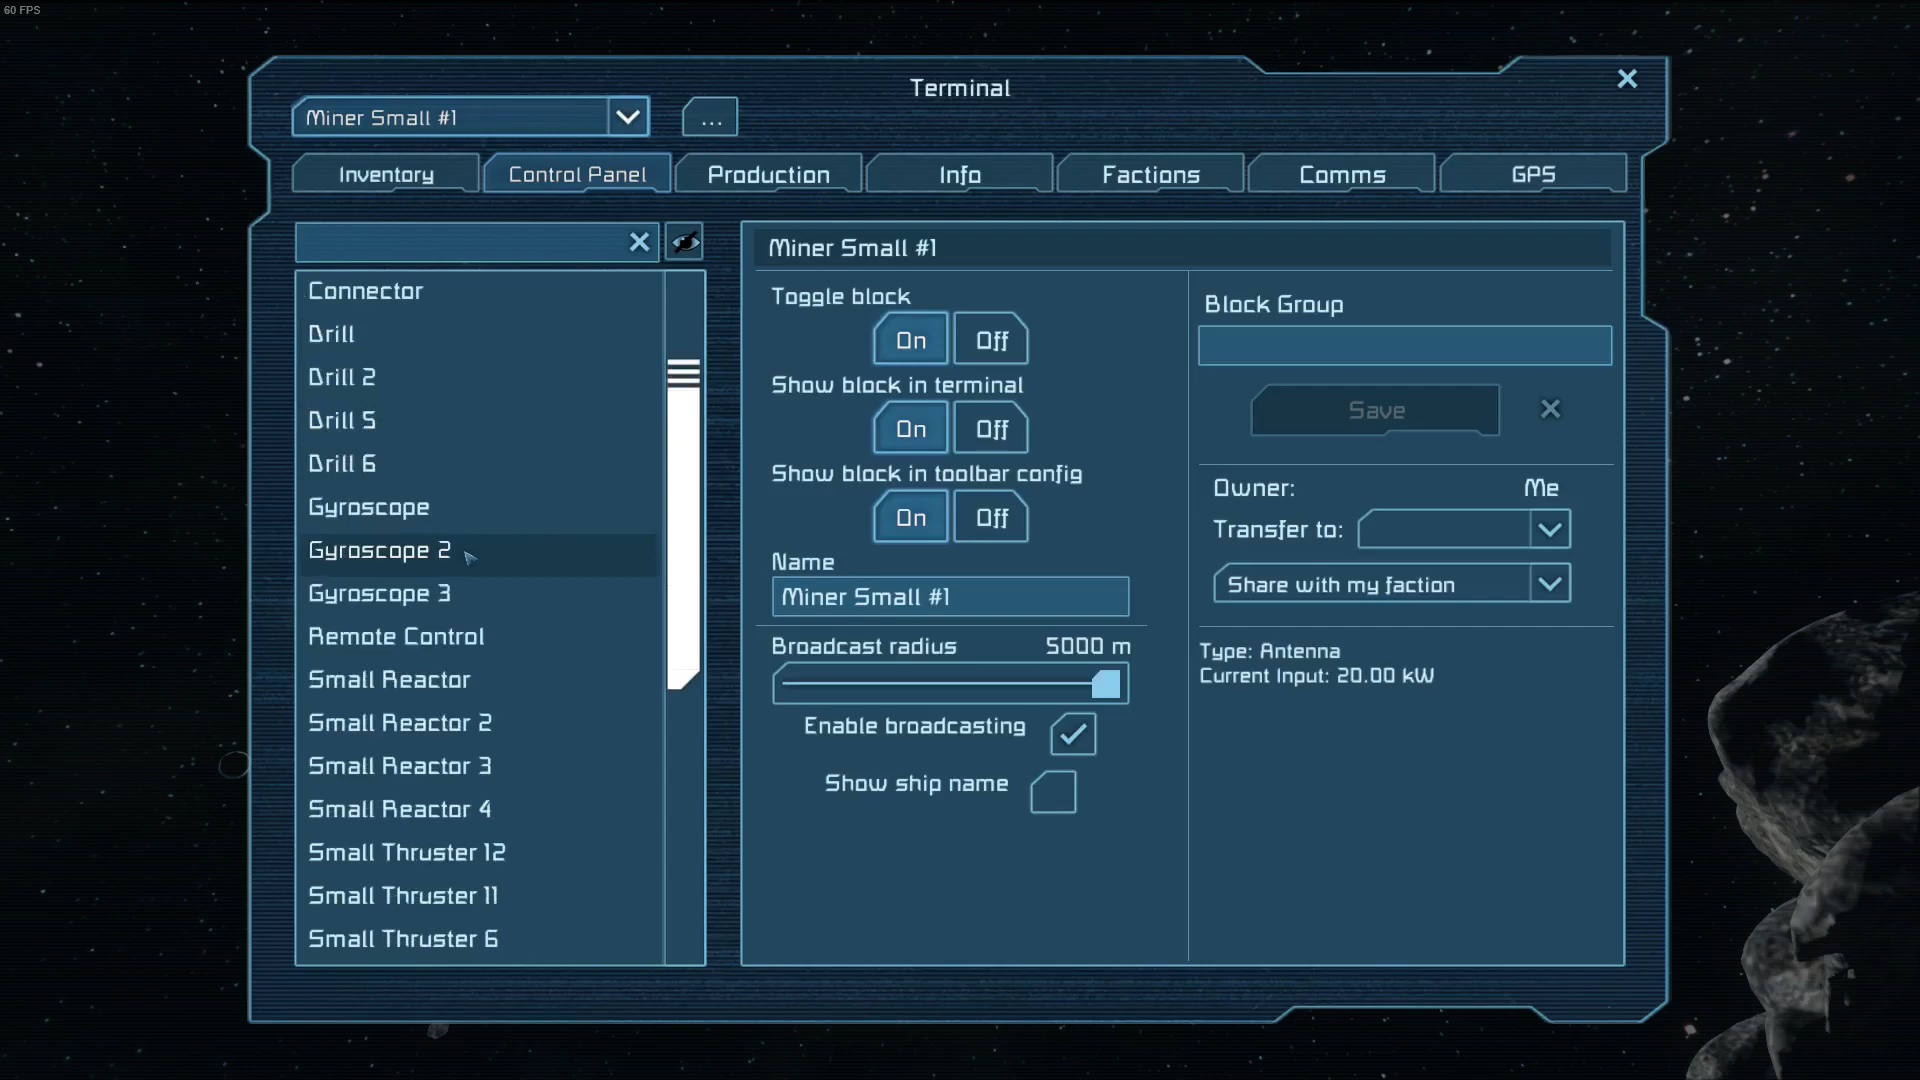 60 FPS
Terminal
Miner Small #1
...
Inventory
Control Panel
Production
Info
Factions
Comms
GPS
Connector
Drill
Drill 2
Drill 5
Drill 6
Gyroscope
Gyroscope 2
Gyroscope 3
Remote Control
Small Reactor
Small Reactor 2
Small Reactor 3
Small Reactor 4
Small Thruster 12
Small Thruster 11
Small Thruster 6
Miner Small #1
Toggle block
On Off
Show block in terminal
On Off
Show block in toolbar config
On Off
Name
Miner Small #1
Broadcast radius 5000 m
Enable broadcasting
Show ship name
Block Group
Save
Owner: Me
Transfer to:
Share with my faction
Type: Antenna
Current Input: 20.00 kW